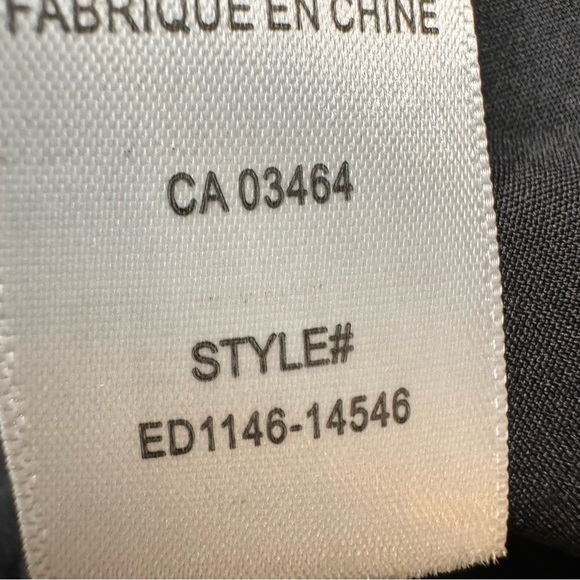 FABRIQUE EN CHINE
CA 03464
STYLE#
ED1146-14546